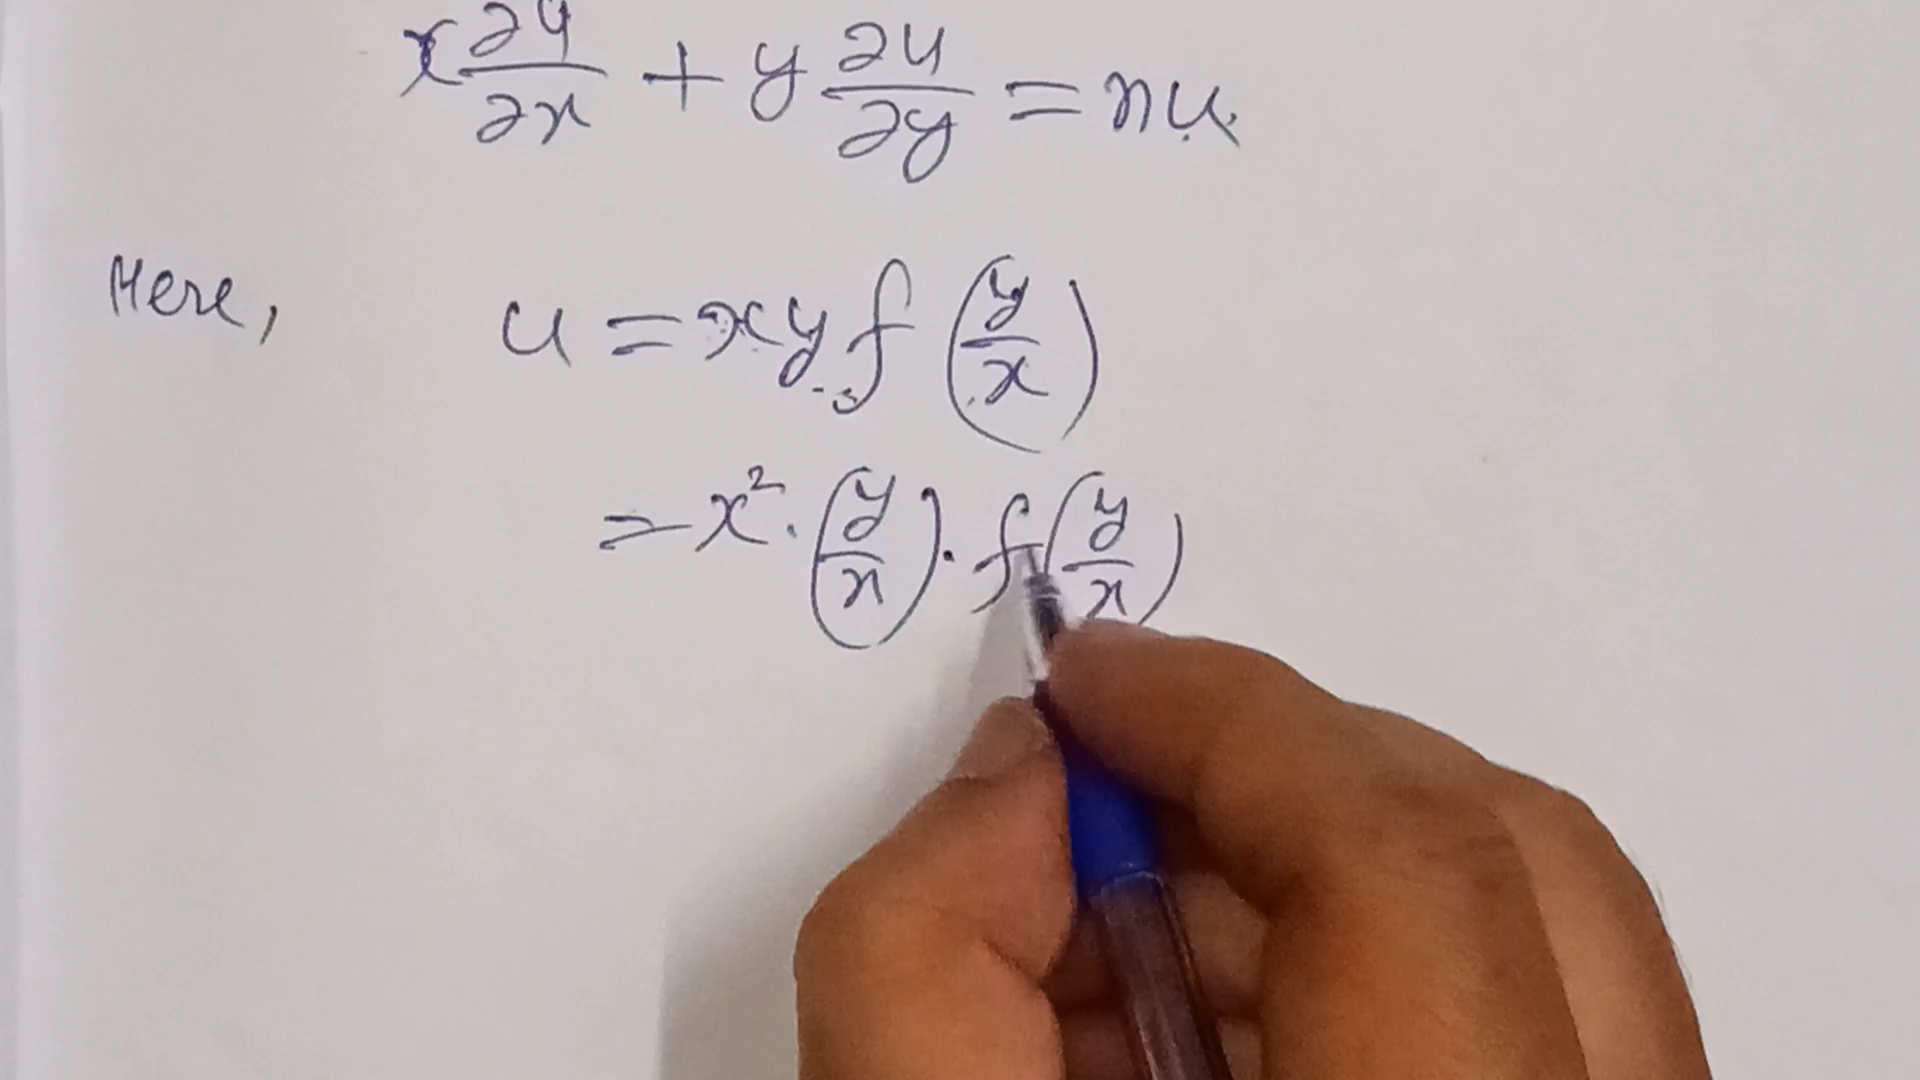 x ∂u/∂x + y ∂u/∂y = nu.
Here, u = xy f(y/x)
= x² · (y/x) · f(y/x)